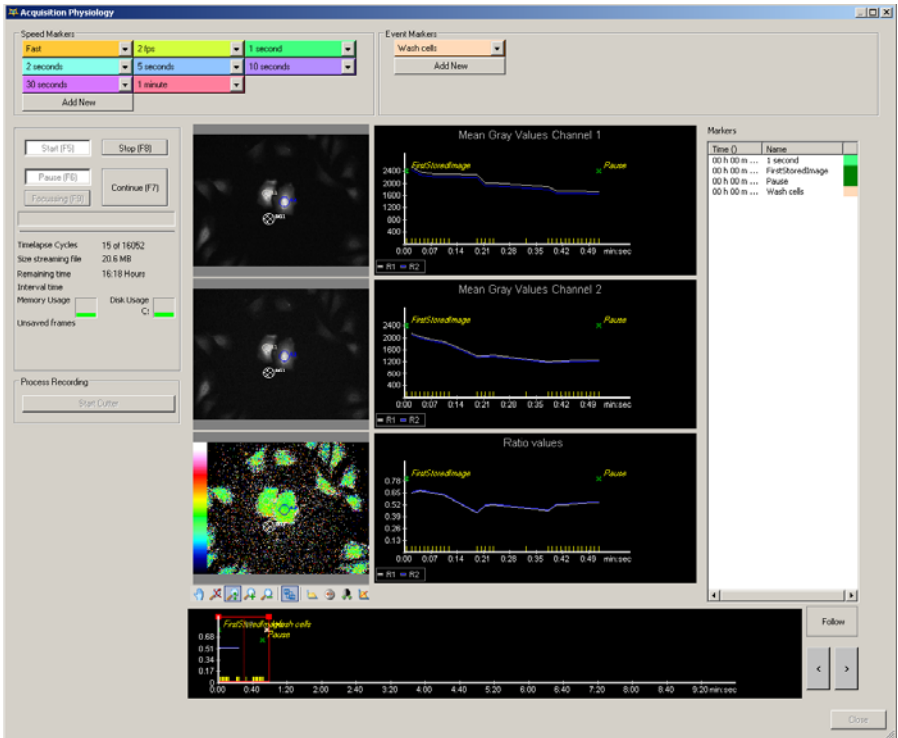 Acquisition Physiology
Speed Markers
Fast
2 fps
1 second
2 seconds
5 seconds
10 seconds
30 seconds
1 minute
Add New
Event Markers
Wash cells
Add New
Start (F5)
Stop (F8)
Pause (F6)
Continue (F7)
Focussing (F9)
Timelapse Cycles 15 of 16052
Size streaming file 20.6 MB
Remaining time 16:18 Hours
Interval time
Memory Usage
Disk Usage
C:
Unsaved frames
Process Recording
Start Cutter
Mean Gray Values Channel 1
FirstStoredImage
Pause
2400
2000
1600
1200
800
400
0:00 0:07 0:14 0:21 0:28 0:35 0:42 0:49 min:sec
R1 R2
Mean Gray Values Channel 2
FirstStoredImage
Pause
2400
2000
1600
1200
800
400
0:00 0:07 0:14 0:21 0:28 0:35 0:42 0:49 min:sec
R1 R2
Ratio values
FirstStoredImage
Pause
0.78
0.65
0.52
0.39
0.26
0.13
0:00 0:07 0:14 0:21 0:28 0:35 0:42 0:49 min:sec
R1 R2
Markers
Time () Name
00 h 00 m ... 1 second
00 h 00 m ... FirstStoredImage
00 h 00 m ... Pause
00 h 00 m ... Wash cells
Wash cells
Pause
0.68
0.51
0.34
0.17
0
0:00 0:40 1:20 2:00 2:40 3:20 4:00 4:40 5:20 6:00 6:40 7:20 8:00 8:40 9:20 min:sec
Follow
<
>
Close